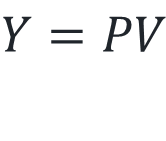 Y = PV